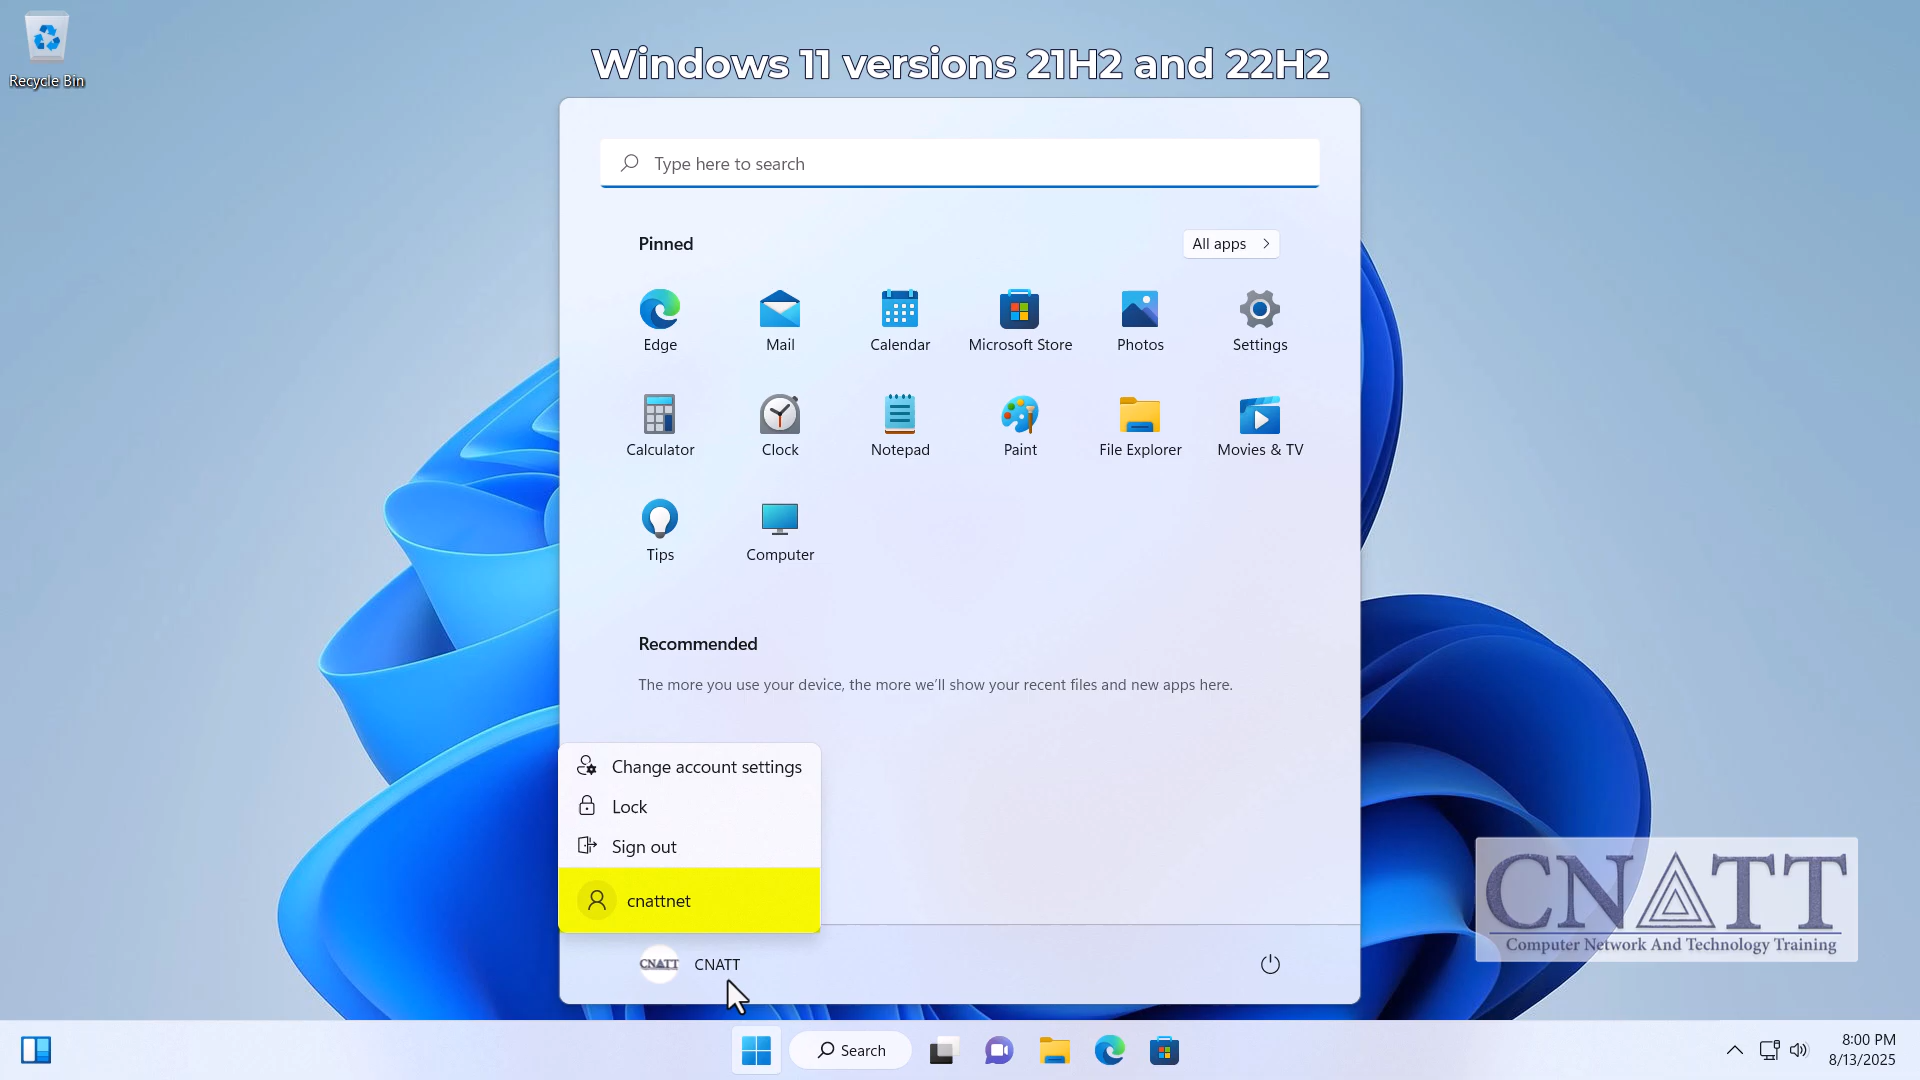 Recycle Bin
Windows 11 versions 21H2 and 22H2
Type here to search
Pinned
All apps
Edge
Mail
Calendar
Microsoft Store
Photos
Settings
Calculator
Clock
Notepad
Paint
File Explorer
Movies & TV
Tips
Computer
Recommended
The more you use your device, the more we'll show your recent files and new apps here.
Change account settings
Lock
Sign out
cnattnet
CNATT
CNATT
CNATT
Computer Network And Technology Training
Search
8:00 PM
8/13/2025